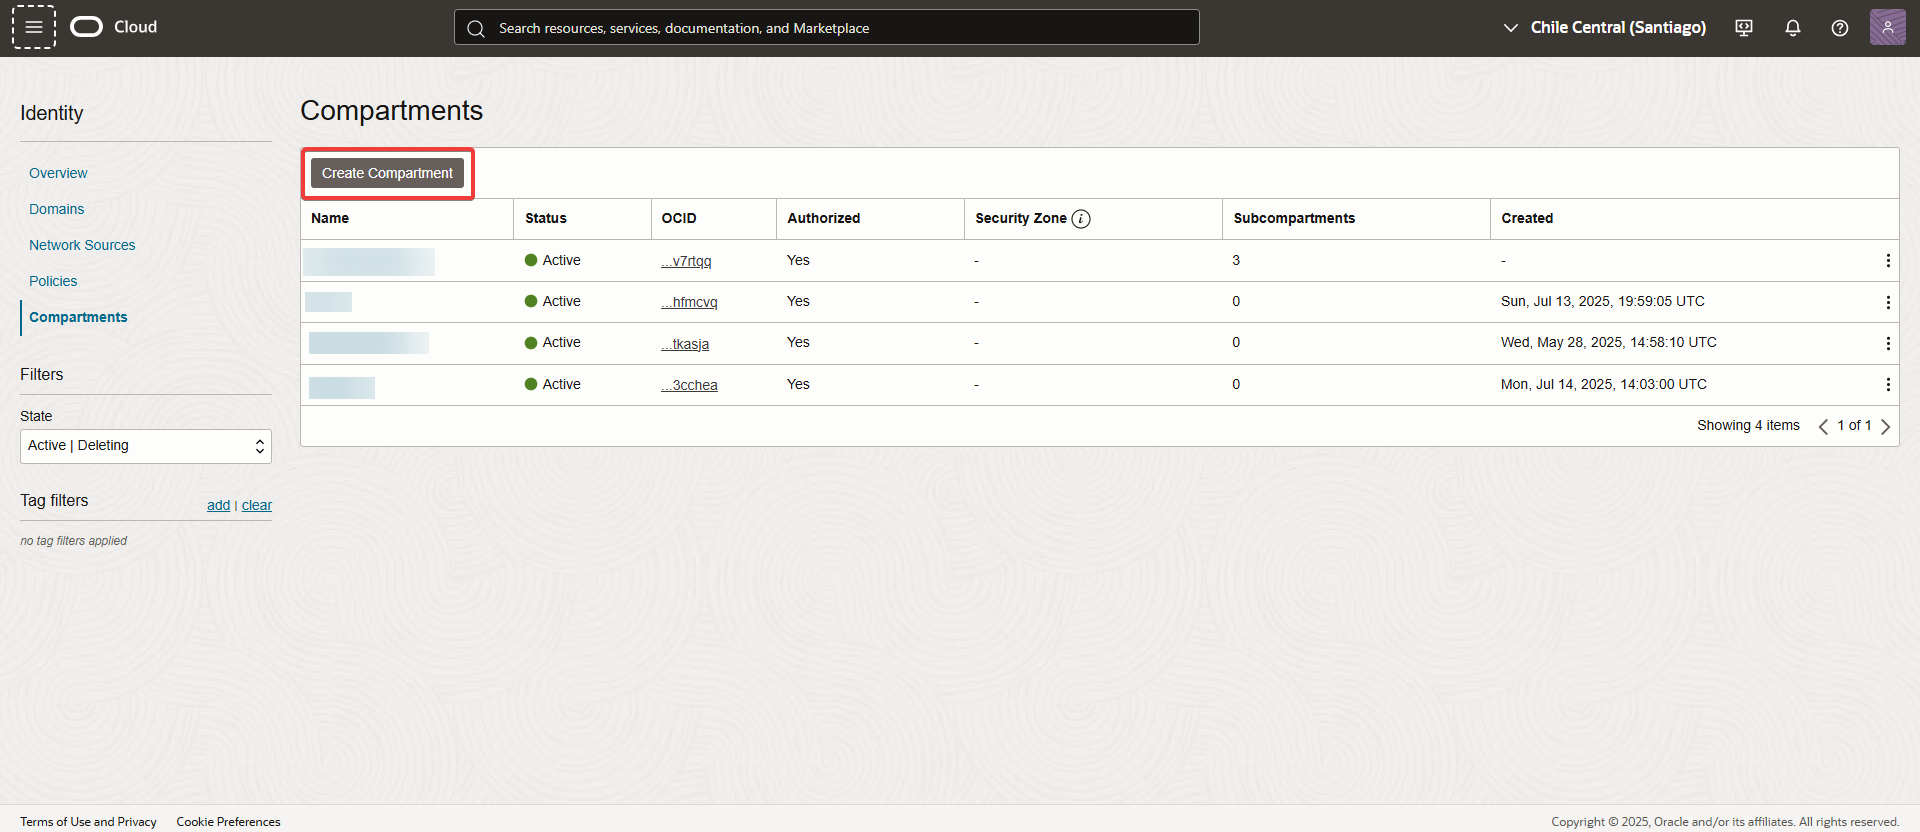 Cloud
Search resources, services, documentation, and Marketplace
Chile Central (Santiago)
Identity
Overview
Domains
Network Sources
Policies
Compartments
Filters
State
Active | Deleting
Tag filters
add | clear
no tag filters applied
Compartments
Create Compartment
Name Status OCID Authorized Security Zone i Subcompartments Created
Active ...v7rtqq Yes - 3 -
Active ...hfmcvq Yes - 0 Sun, Jul 13, 2025, 19:59:05 UTC
Active ...tkasja Yes - 0 Wed, May 28, 2025, 14:58:10 UTC
Active ...3cchea Yes - 0 Mon, Jul 14, 2025, 14:03:00 UTC
Showing 4 items 1 of 1
Terms of Use and Privacy Cookie Preferences
Copyright © 2025, Oracle and/or its affiliates. All rights reserved.